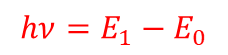 hν = E₁ − E₀